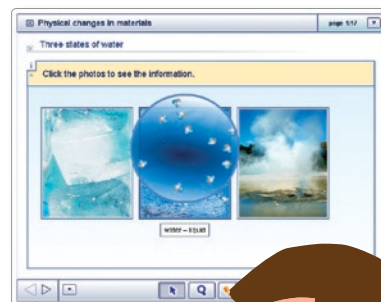 Physical changes in materials
page 1/17
Three states of water
Click the photos to see the information.
water – liquid